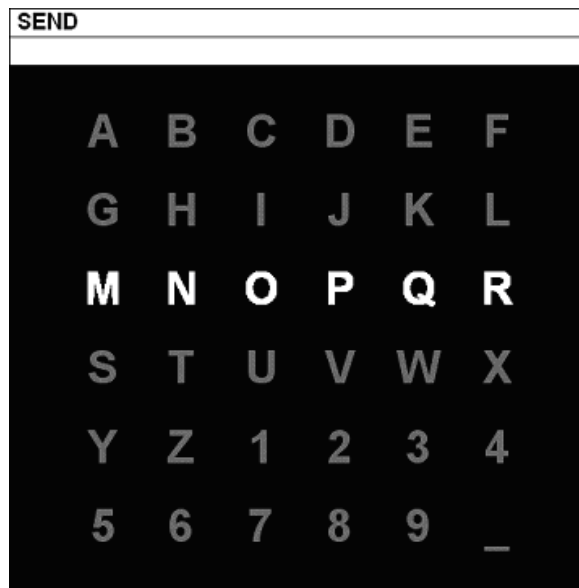 SEND
A B C D E F
G H I J K L
M N O P Q R
S T U V W X
Y Z 1 2 3 4
5 6 7 8 9 _